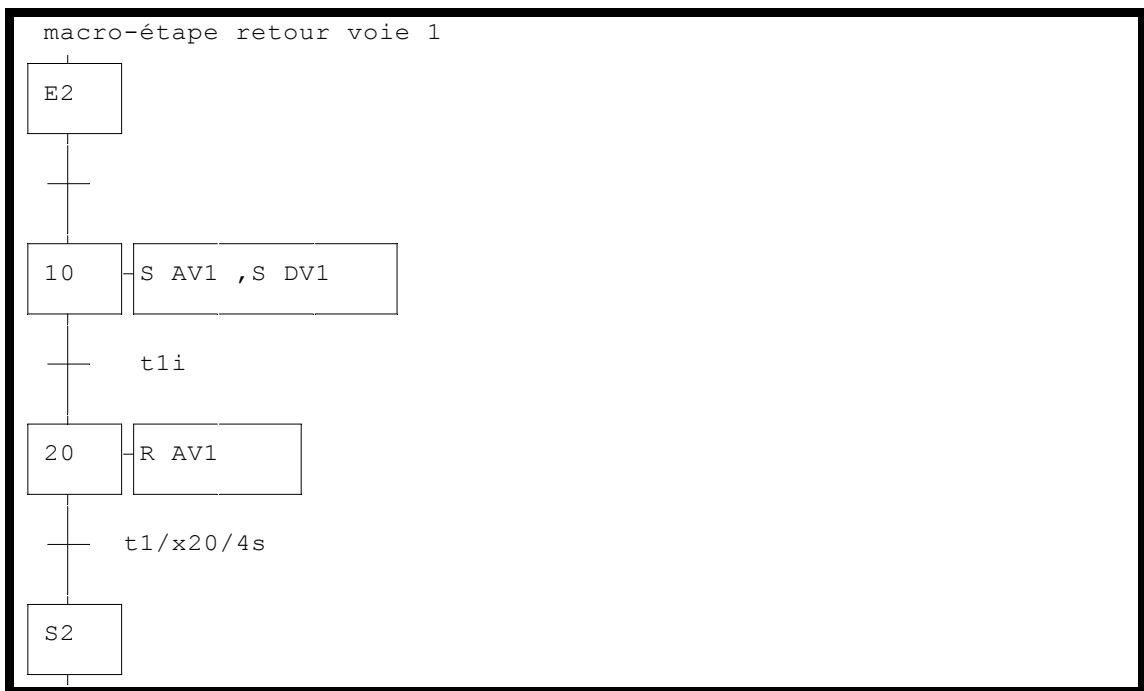 macro-étape retour voie 1
E2
10 S AV1 ,S DV1
t1i
20 R AV1
t1/x20/4s
S2